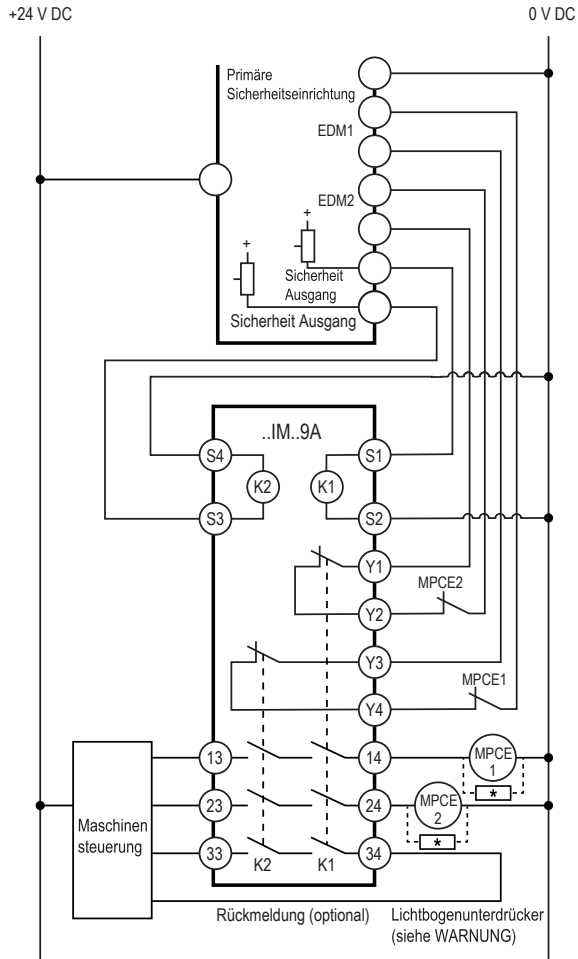 +24 V DC
0 V DC
Primäre
Sicherheitseinrichtung
EDM1
EDM2
+
+
Sicherheit
Ausgang
Sicherheit Ausgang
..IM..9A
S4
S1
K2
K1
S3
S2
Y1
MPCE2
Y2
Y3
MPCE1
Y4
13
14
MPCE
1
*
23
24
MPCE
2
*
Maschinen
steuerung
33
K2
K1
34
Rückmeldung (optional)
Lichtbogenunterdrücker
(siehe WARNUNG)